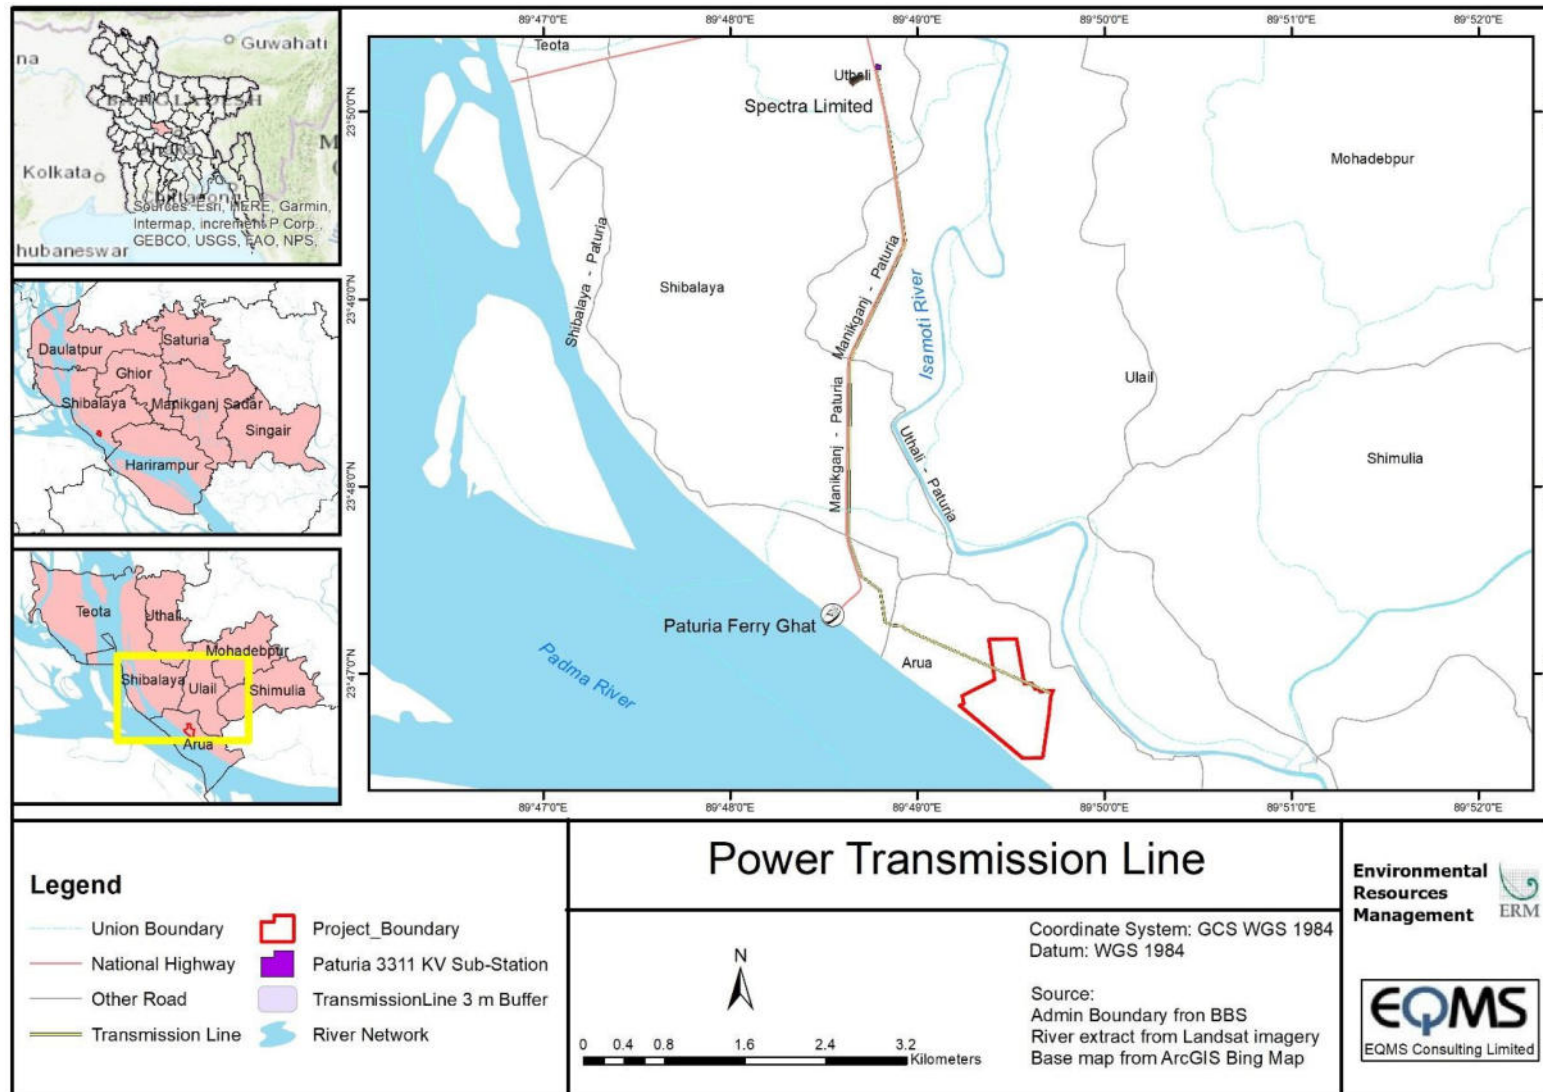 Guwahati
na
BANGLADESH
Dhaka
Kolkata
Chittagong
M
Sources: Esri, HERE, Garmin,
Intermap, increment P Corp.,
GEBCO, USGS, FAO, NPS,
hubaneswar
Daulatpur
Saturia
Ghior
Shibalaya
Manikganj Sadar
Singair
Harirampur
Teota
Uthali
Mohadebpur
Shibalaya
Ulail
Shimulia
Arua
89°47'0"E
89°48'0"E
89°49'0"E
89°50'0"E
89°51'0"E
89°52'0"E
23°50'0"N
23°49'0"N
23°48'0"N
23°47'0"N
Teota
Uthali
Spectra Limited
Mohadebpur
Shibalaya - Paturia
Shibalaya
Manikganj - Paturia
Isamoti River
Ulail
Manikganj - Paturia
Uthali - Paturia
Shimulia
Paturia Ferry Ghat
Padma River
Arua
89°47'0"E
89°48'0"E
89°49'0"E
89°50'0"E
89°51'0"E
89°52'0"E
Legend
Union Boundary
National Highway
Other Road
Transmission Line
Project_Boundary
Paturia 3311 KV Sub-Station
TransmissionLine 3 m Buffer
River Network
Power Transmission Line
N
0 0.4 0.8 1.6 2.4 3.2
Kilometers
Coordinate System: GCS WGS 1984
Datum: WGS 1984
Source:
Admin Boundary fron BBS
River extract from Landsat imagery
Base map from ArcGIS Bing Map
Environmental
Resources
Management
ERM
EQMS
EQMS Consulting Limited